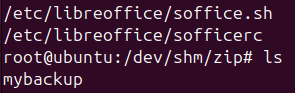 /etc/libreoffice/soffice.sh
/etc/libreoffice/sofficerc
root@ubuntu:/dev/shm/zip# ls
mybackup